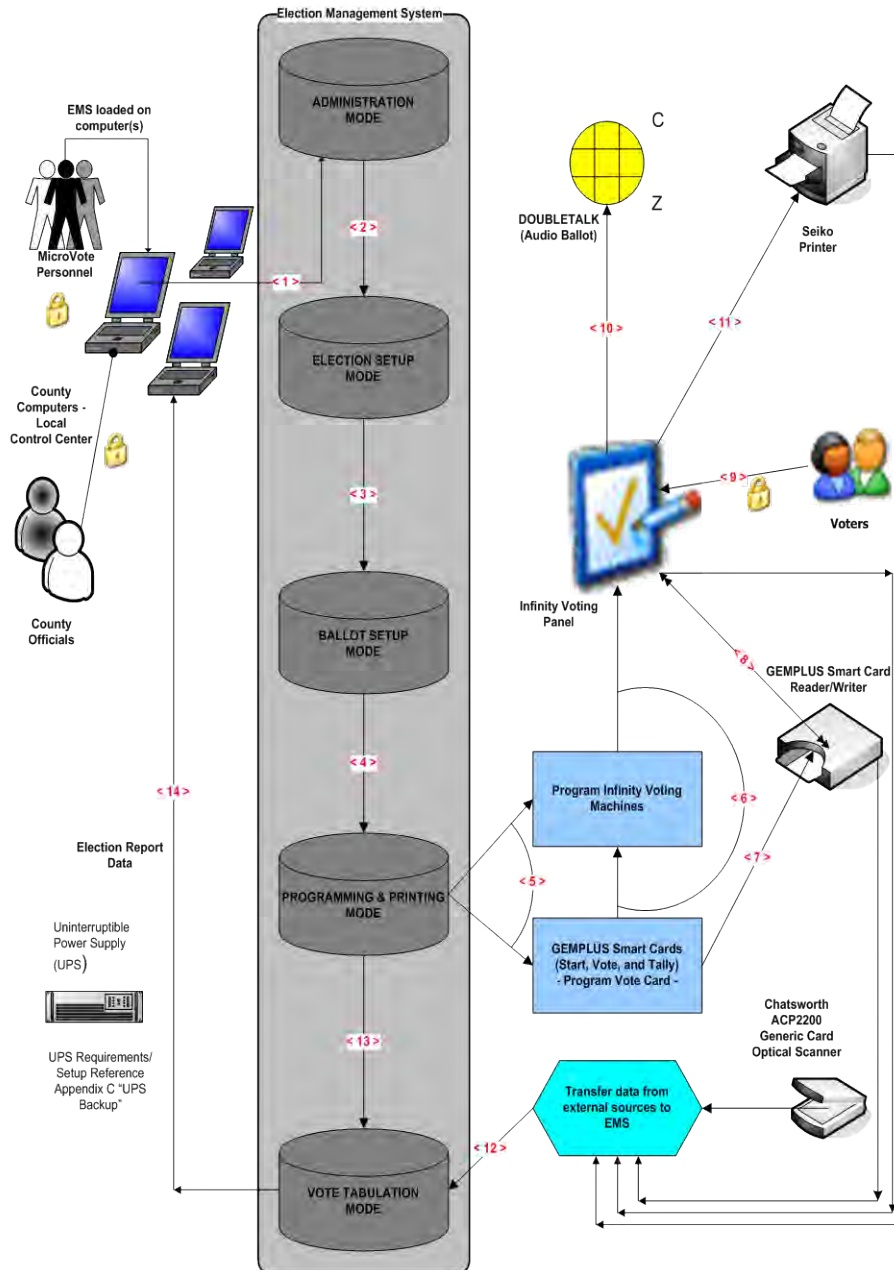 Election Management System
ADMINISTRATION
MODE
EMS loaded on
computer(s)
MicroVote
Personnel
< 1 >
< 2 >
ELECTION SETUP
MODE
County
Computers -
Local
Control Center
County
Officials
< 3 >
BALLOT SETUP
MODE
< 4 >
< 14 >
Election Report
Data
PROGRAMMING & PRINTING
MODE
Uninterruptible
Power Supply
(UPS)
UPS Requirements/
Setup Reference
Appendix C "UPS
Backup"
< 13 >
VOTE TABULATION
MODE
C
Z
DOUBLETALK
(Audio Ballot)
Seiko
Printer
< 10 >
< 11 >
< 9 >
Voters
Infinity Voting
Panel
< 8 >
GEMPLUS Smart Card
Reader/Writer
Program Infinity Voting
Machines
< 6 >
< 7 >
< 5 >
GEMPLUS Smart Cards
(Start, Vote, and Tally)
- Program Vote Card -
Chatsworth
ACP2200
Generic Card
Optical Scanner
Transfer data from
external sources to
EMS
< 12 >